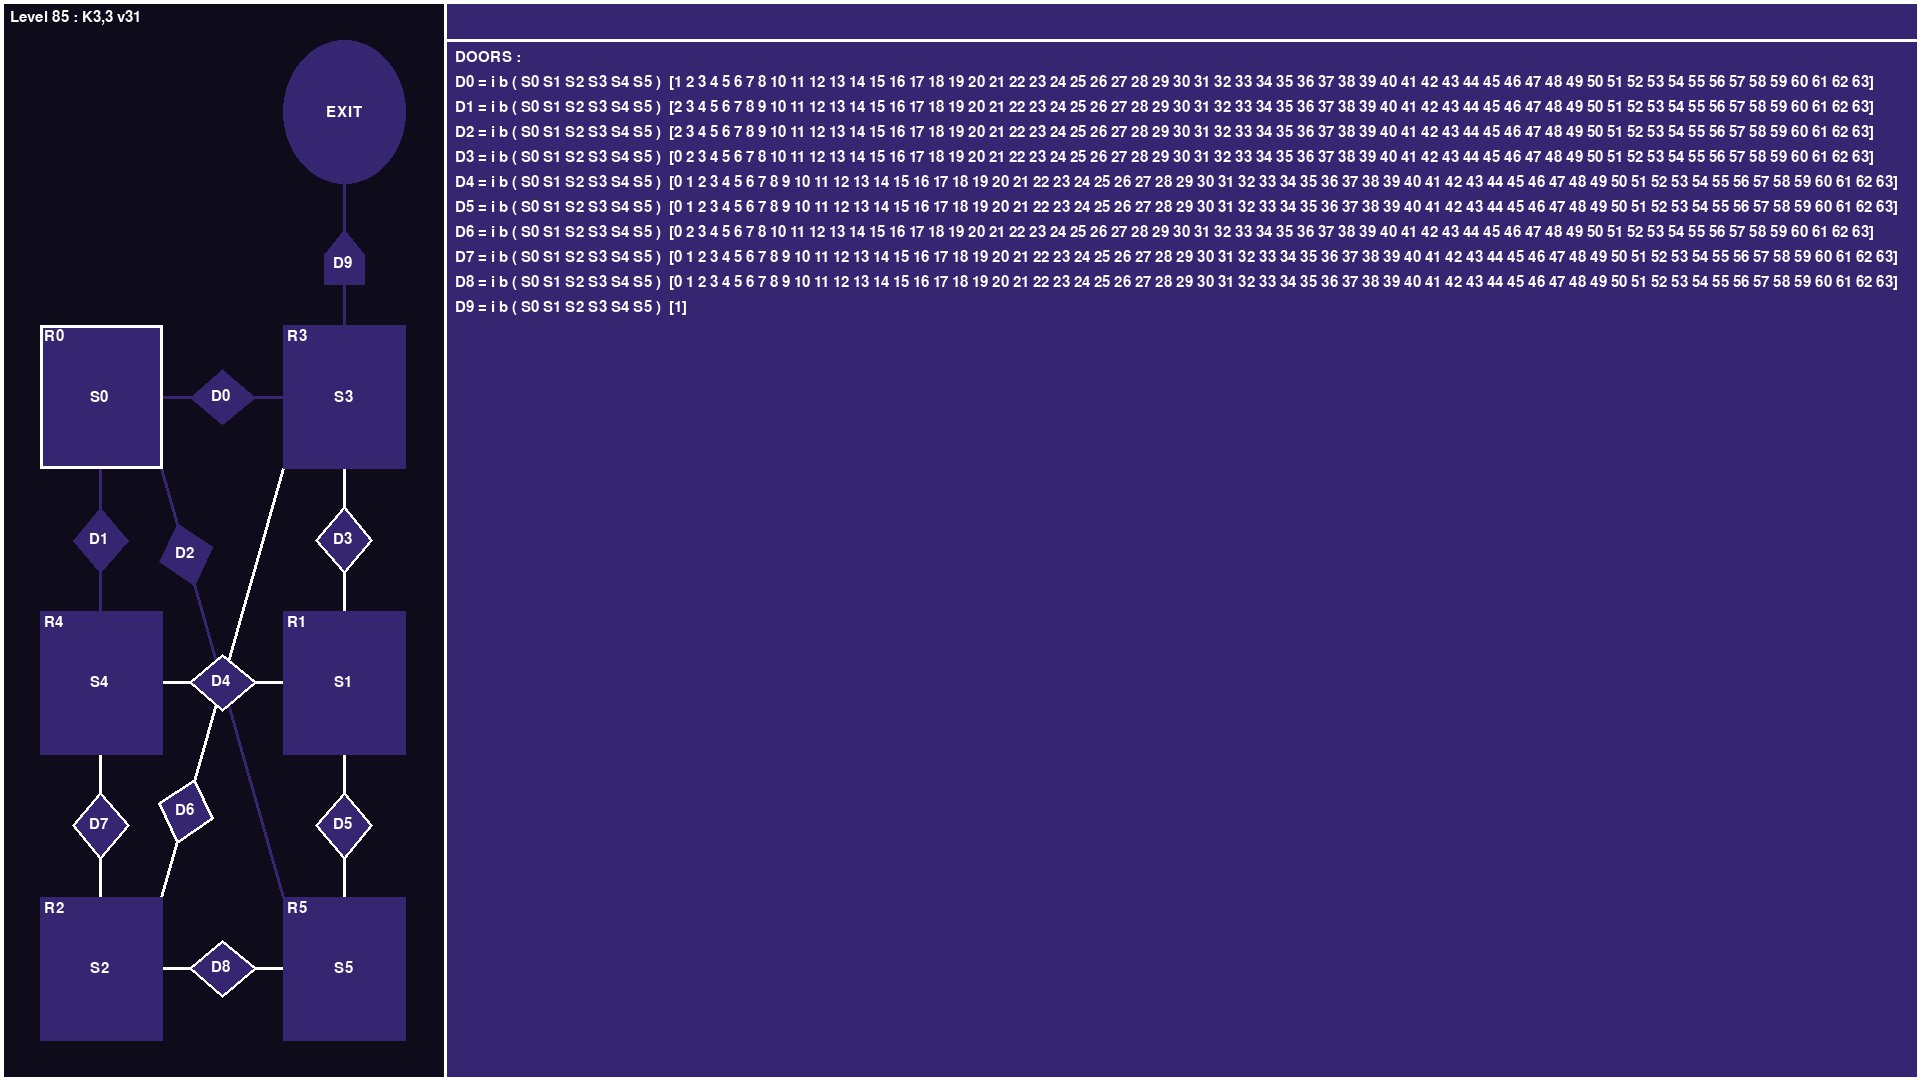 Level 85 : K3,3 v31
EXIT
D9
R0
S0
D0
R3
S3
D1
D2
D3
R4
S4
D4
R1
S1
D7
D6
D5
R2
S2
D8
R5
S5
DOORS :
D0 = i b ( S0 S1 S2 S3 S4 S5 ) [1 2 3 4 5 6 7 8 9 10 11 12 13 14 15 16 17 18 19 20 21 22 23 24 25 26 27 28 29 30 31 32 33 34 35 36 37 38 39 40 41 42 43 44 45 46 47 48 49 50 51 52 53 54 55 56 57 58 59 60 61 62 63]
D1 = i b ( S0 S1 S2 S3 S4 S5 ) [2 3 4 5 6 7 8 9 10 11 12 13 14 15 16 17 18 19 20 21 22 23 24 25 26 27 28 29 30 31 32 33 34 35 36 37 38 39 40 41 42 43 44 45 46 47 48 49 50 51 52 53 54 55 56 57 58 59 60 61 62 63]
D2 = i b ( S0 S1 S2 S3 S4 S5 ) [2 3 4 5 6 7 8 9 10 11 12 13 14 15 16 17 18 19 20 21 22 23 24 25 26 27 28 29 30 31 32 33 34 35 36 37 38 39 40 41 42 43 44 45 46 47 48 49 50 51 52 53 54 55 56 57 58 59 60 61 62 63]
D3 = i b ( S0 S1 S2 S3 S4 S5 ) [0 2 3 4 5 6 7 8 9 10 11 12 13 14 15 16 17 18 19 20 21 22 23 24 25 26 27 28 29 30 31 32 33 34 35 36 37 38 39 40 41 42 43 44 45 46 47 48 49 50 51 52 53 54 55 56 57 58 59 60 61 62 63]
D4 = i b ( S0 S1 S2 S3 S4 S5 ) [0 1 2 3 4 5 6 7 8 9 10 11 12 13 14 15 16 17 18 19 20 21 22 23 24 25 26 27 28 29 30 31 32 33 34 35 36 37 38 39 40 41 42 43 44 45 46 47 48 49 50 51 52 53 54 55 56 57 58 59 60 61 62 63]
D5 = i b ( S0 S1 S2 S3 S4 S5 ) [0 1 2 3 4 5 6 7 8 9 10 11 12 13 14 15 16 17 18 19 20 21 22 23 24 25 26 27 28 29 30 31 32 33 34 35 36 37 38 39 40 41 42 43 44 45 46 47 48 49 50 51 52 53 54 55 56 57 58 59 60 61 62 63]
D6 = i b ( S0 S1 S2 S3 S4 S5 ) [0 2 3 4 5 6 7 8 9 10 11 12 13 14 15 16 17 18 19 20 21 22 23 24 25 26 27 28 29 30 31 32 33 34 35 36 37 38 39 40 41 42 43 44 45 46 47 48 49 50 51 52 53 54 55 56 57 58 59 60 61 62 63]
D7 = i b ( S0 S1 S2 S3 S4 S5 ) [0 1 2 3 4 5 6 7 8 9 10 11 12 13 14 15 16 17 18 19 20 21 22 23 24 25 26 27 28 29 30 31 32 33 34 35 36 37 38 39 40 41 42 43 44 45 46 47 48 49 50 51 52 53 54 55 56 57 58 59 60 61 62 63]
D8 = i b ( S0 S1 S2 S3 S4 S5 ) [0 1 2 3 4 5 6 7 8 9 10 11 12 13 14 15 16 17 18 19 20 21 22 23 24 25 26 27 28 29 30 31 32 33 34 35 36 37 38 39 40 41 42 43 44 45 46 47 48 49 50 51 52 53 54 55 56 57 58 59 60 61 62 63]
D9 = i b ( S0 S1 S2 S3 S4 S5 ) [1]